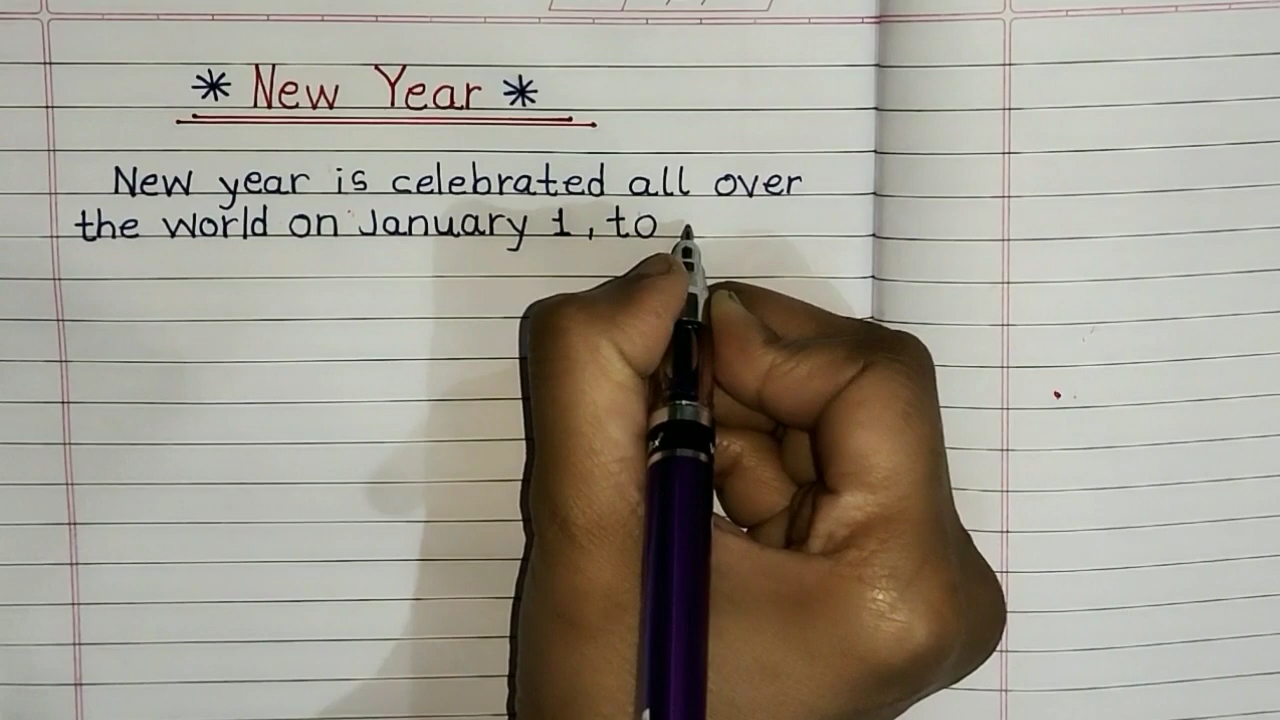 * New Year *
New year is celebrated all over
the world on January 1, to